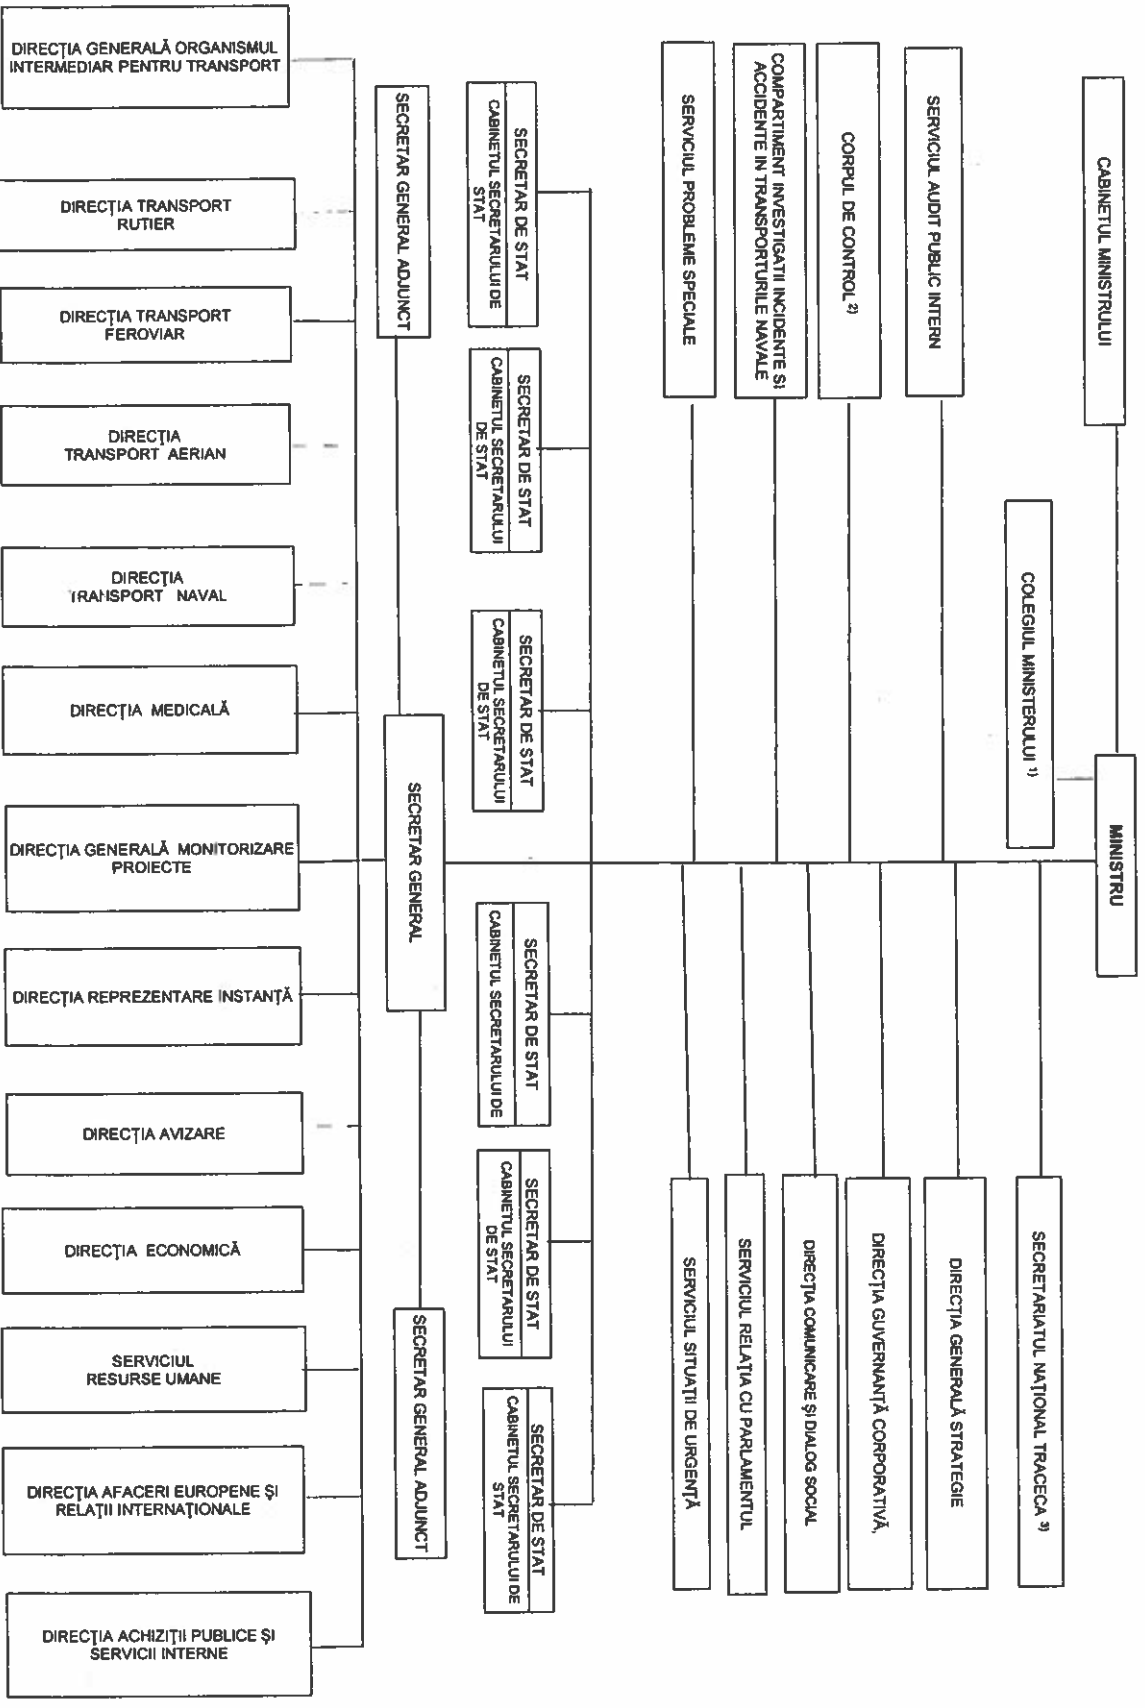 MINISTRU
CABINETUL MINISTRULUI
COLEGIUL MINISTERULUI 1)
SERVICIUL AUDIT PUBLIC INTERN
CORPUL DE CONTROL 2)
COMPARTIMENT INVESTIGATII INCIDENTE SI
ACCIDENTE IN TRANSPORTURILE NAVALE
SERVICIUL PROBLEME SPECIALE
SECRETARIATUL NAȚIONAL TRACECA 3)
DIRECȚIA GENERALĂ STRATEGIE
DIRECȚIA GUVERNANȚĂ CORPORATIVĂ,
DIRECȚIA COMUNICARE ȘI DIALOG SOCIAL
SERVICIUL RELAȚIA CU PARLAMENTUL
SERVICIUL SITUAȚII DE URGENȚĂ
SECRETAR DE STAT
CABINETUL SECRETARULUI DE
STAT
SECRETAR DE STAT
CABINETUL SECRETARULUI
DE STAT
SECRETAR DE STAT
CABINETUL SECRETARULUI
DE STAT
SECRETAR DE STAT
CABINETUL SECRETARULUI DE
SECRETAR DE STAT
CABINETUL SECRETARULUI
DE STAT
SECRETAR DE STAT
CABINETUL SECRETARULUI DE
STAT
SECRETAR GENERAL ADJUNCT
SECRETAR GENERAL
SECRETAR GENERAL ADJUNCT
DIRECȚIA GENERALĂ ORGANISMUL
INTERMEDIAR PENTRU TRANSPORT
DIRECȚIA TRANSPORT
RUTIER
DIRECȚIA TRANSPORT
FEROVIAR
DIRECȚIA
TRANSPORT AERIAN
DIRECȚIA
TRANSPORT NAVAL
DIRECȚIA MEDICALĂ
DIRECȚIA GENERALĂ MONITORIZARE
PROIECTE
DIRECȚIA REPREZENTARE INSTANȚĂ
DIRECȚIA AVIZARE
DIRECȚIA ECONOMICĂ
SERVICIUL
RESURSE UMANE
DIRECȚIA AFACERI EUROPENE ȘI
RELAȚII INTERNAȚIONALE
DIRECȚIA ACHIZIȚII PUBLICE ȘI
SERVICII INTERNE